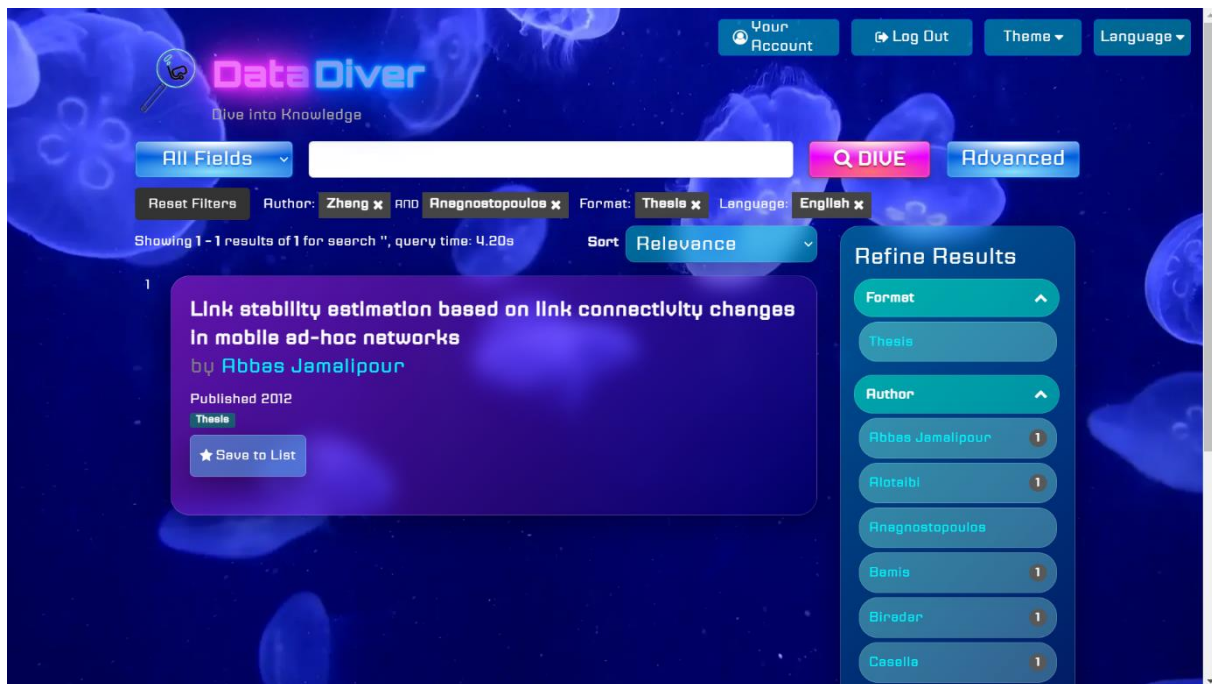 Your
Account
Log Out
Theme
Language
Data Diver
Dive into Knowledge
All Fields
DIVE
Advanced
Reset Filters Author: Zhang x AND Anagnostopoulos x Format: Thesis x Language: English x
Showing 1 - 1 results of 1 for search '', query time: 4.20s
Sort Relevance
Refine Results
1
Link stability estimation based on link connectivity changes
in mobile ad-hoc networks
by Abbas Jamalipour
Published 2012
Thesis
Save to List
Format
Thesis
Author
Abbas Jamalipour 1
Alotaibi 1
Anagnostopoulos
Bamis 1
Biradar 1
Casella 1